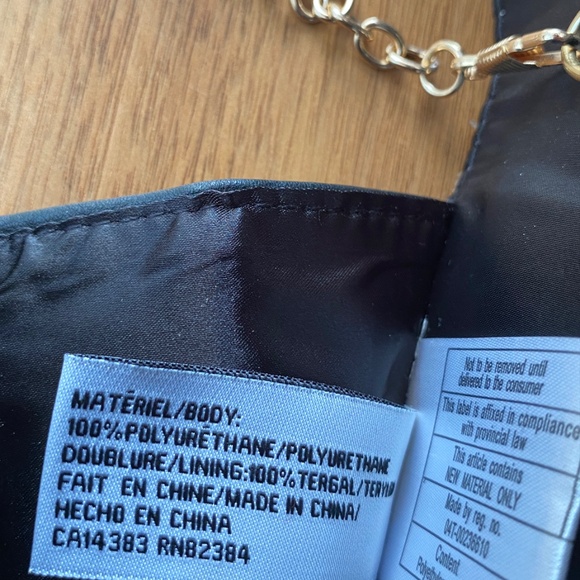 MATÉRIEL/BODY:
100%POLYURÉTHANE/POLYURETHANE
DOUBLURE/LINING:100%TERGAL/TERYLEN
FAIT EN CHINE/MADE IN CHINA/
HECHO EN CHINA
CA14383 RN82384
Not to be removed until
delivered to the consumer
This label is affixed in compliance
with provincial law
This article contains
NEW MATERIAL ONLY
Made by reg. no.
04T-00236610
Content